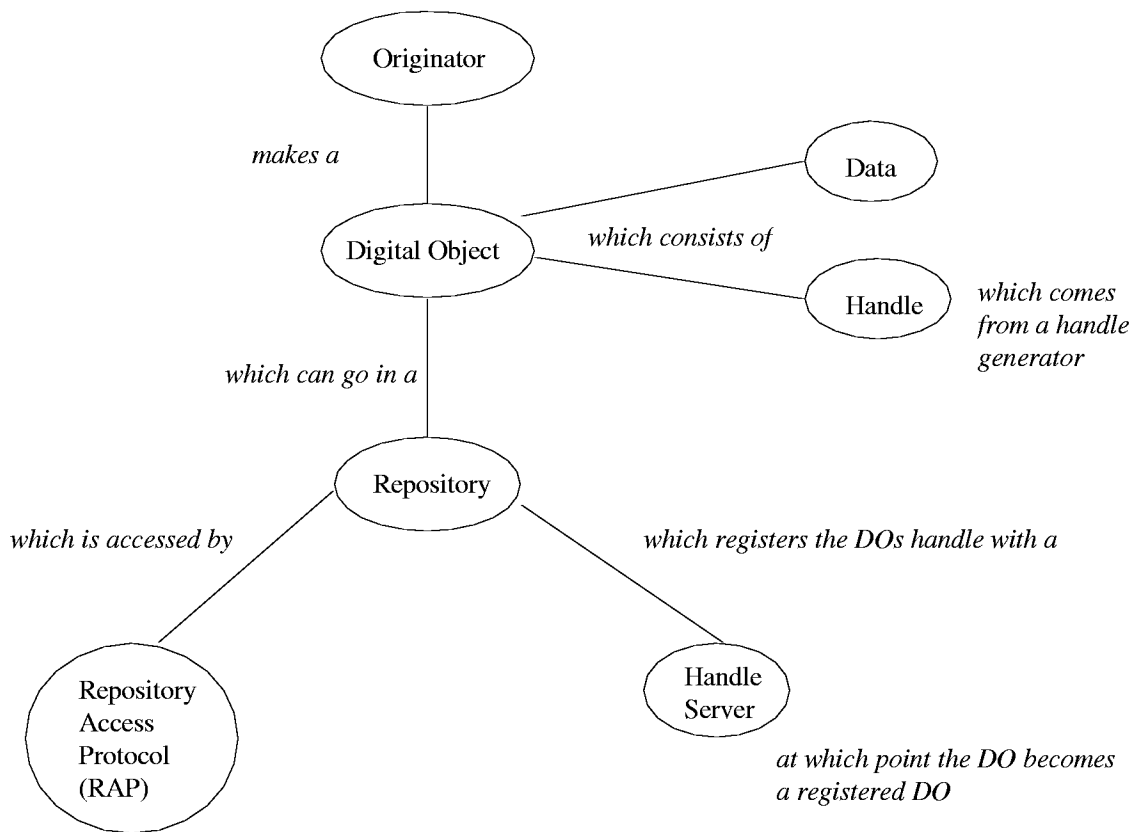 Originator
makes a
Data
Digital Object
which consists of
Handle
which comes
from a handle
generator
which can go in a
Repository
which is accessed by
which registers the DOs handle with a
Repository
Access
Protocol
(RAP)
Handle
Server
at which point the DO becomes
a registered DO